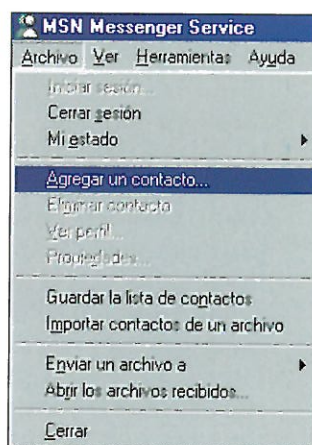 MSN Messenger Service
Archivo Ver Herramientas Ayuda
Iniciar sesión...
Cerrar sesión
Mi estado
Agregar un contacto...
Eliminar contacto
Ver perfil...
Propiedades...
Guardar la lista de contactos
Importar contactos de un archivo
Enviar un archivo a
Abrir los archivos recibidos...
Cerrar